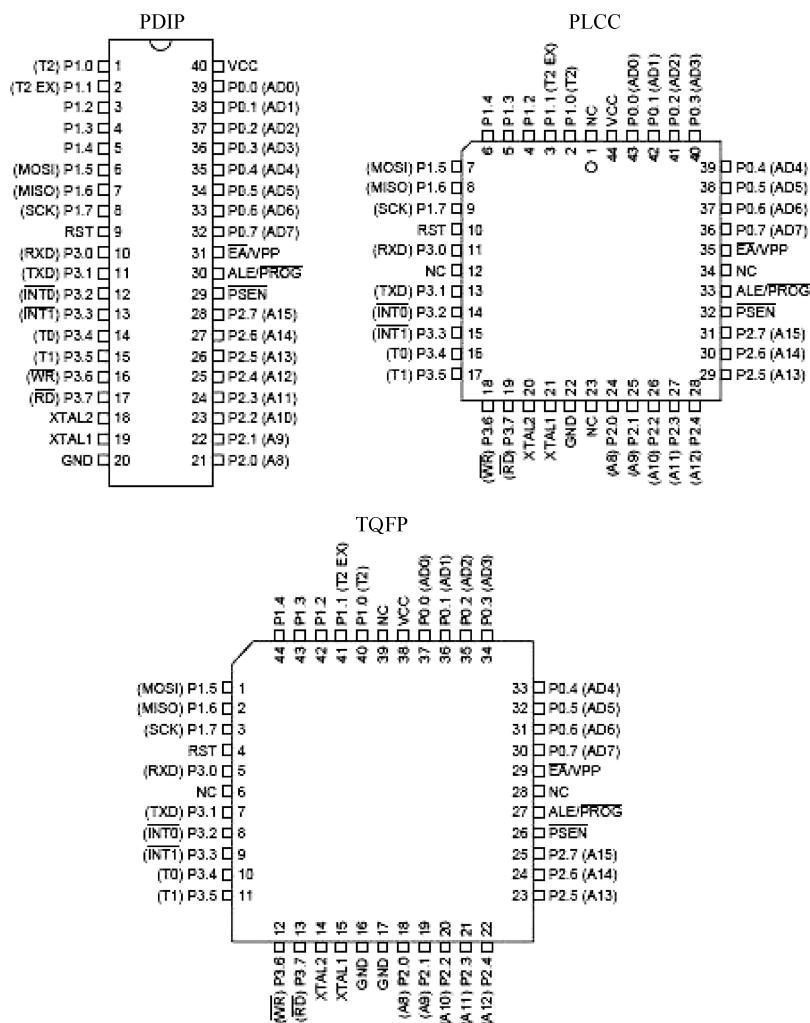 PDIP
(T2) P1.0 1 40 VCC
(T2 EX) P1.1 2 39 P0.0 (AD0)
P1.2 3 38 P0.1 (AD1)
P1.3 4 37 P0.2 (AD2)
P1.4 5 36 P0.3 (AD3)
(MOSI) P1.5 6 35 P0.4 (AD4)
(MISO) P1.6 7 34 P0.5 (AD5)
(SCK) P1.7 8 33 P0.6 (AD6)
RST 9 32 P0.7 (AD7)
(RXD) P3.0 10 31 E̅A̅/VPP
(TXD) P3.1 11 30 ALE/P̅R̅O̅G̅
(I̅N̅T̅0̅) P3.2 12 29 P̅S̅E̅N̅
(I̅N̅T̅1̅) P3.3 13 28 P2.7 (A15)
(T0) P3.4 14 27 P2.6 (A14)
(T1) P3.5 15 26 P2.5 (A13)
(W̅R̅) P3.6 16 25 P2.4 (A12)
(R̅D̅) P3.7 17 24 P2.3 (A11)
XTAL2 18 23 P2.2 (A10)
XTAL1 19 22 P2.1 (A9)
GND 20 21 P2.0 (A8)
PLCC
P1.4 P1.3 P1.2 P1.1 (T2 EX) P1.0 (T2) NC VCC P0.0 (AD0) P0.1 (AD1) P0.2 (AD2) P0.3 (AD3)
6 5 4 3 2 1 44 43 42 41 40
(MOSI) P1.5 7 39 P0.4 (AD4)
(MISO) P1.6 8 38 P0.5 (AD5)
(SCK) P1.7 9 37 P0.6 (AD6)
RST 10 36 P0.7 (AD7)
(RXD) P3.0 11 35 E̅A̅/VPP
NC 12 34 NC
(TXD) P3.1 13 33 ALE/P̅R̅O̅G̅
(I̅N̅T̅0̅) P3.2 14 32 P̅S̅E̅N̅
(I̅N̅T̅1̅) P3.3 15 31 P2.7 (A15)
(T0) P3.4 16 30 P2.6 (A14)
(T1) P3.5 17 29 P2.5 (A13)
18 19 20 21 22 23 24 25 26 27 28
(W̅R̅) P3.6 (R̅D̅) P3.7 XTAL2 XTAL1 GND NC (A8) P2.0 (A9) P2.1 (A10) P2.2 (A11) P2.3 (A12) P2.4
TQFP
P1.4 P1.3 P1.2 P1.1 (T2 EX) P1.0 (T2) NC VCC P0.0 (AD0) P0.1 (AD1) P0.2 (AD2) P0.3 (AD3)
44 43 42 41 40 39 38 37 36 35 34
(MOSI) P1.5 1 33 P0.4 (AD4)
(MISO) P1.6 2 32 P0.5 (AD5)
(SCK) P1.7 3 31 P0.6 (AD6)
RST 4 30 P0.7 (AD7)
(RXD) P3.0 5 29 E̅A̅/VPP
NC 6 28 NC
(TXD) P3.1 7 27 ALE/P̅R̅O̅G̅
(I̅N̅T̅0̅) P3.2 8 26 P̅S̅E̅N̅
(I̅N̅T̅1̅) P3.3 9 25 P2.7 (A15)
(T0) P3.4 10 24 P2.6 (A14)
(T1) P3.5 11 23 P2.5 (A13)
12 13 14 15 16 17 18 19 20 21 22
(W̅R̅) P3.6 (R̅D̅) P3.7 XTAL2 XTAL1 GND GND (A8) P2.0 (A9) P2.1 (A10) P2.2 (A11) P2.3 (A12) P2.4